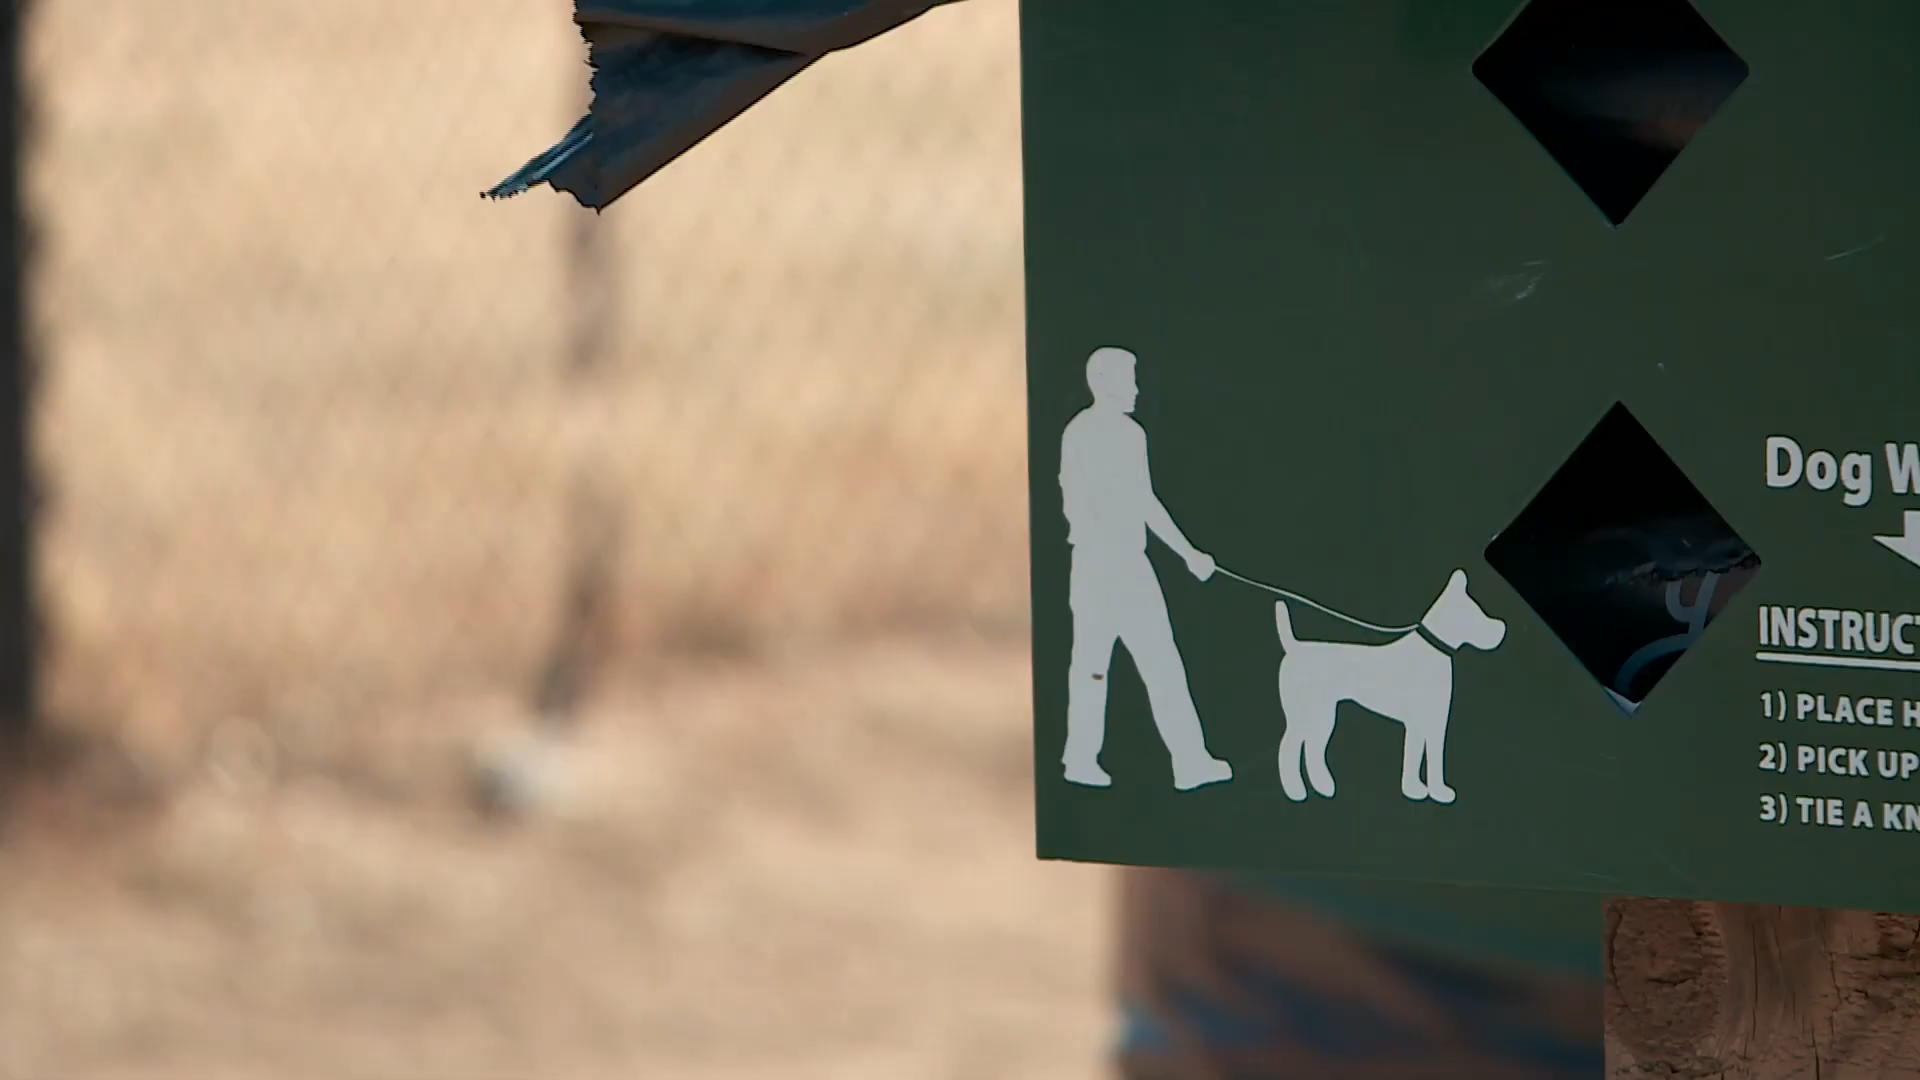 Dog W
INSTRUCT
1) PLACE H
2) PICK UP
3) TIE A KN